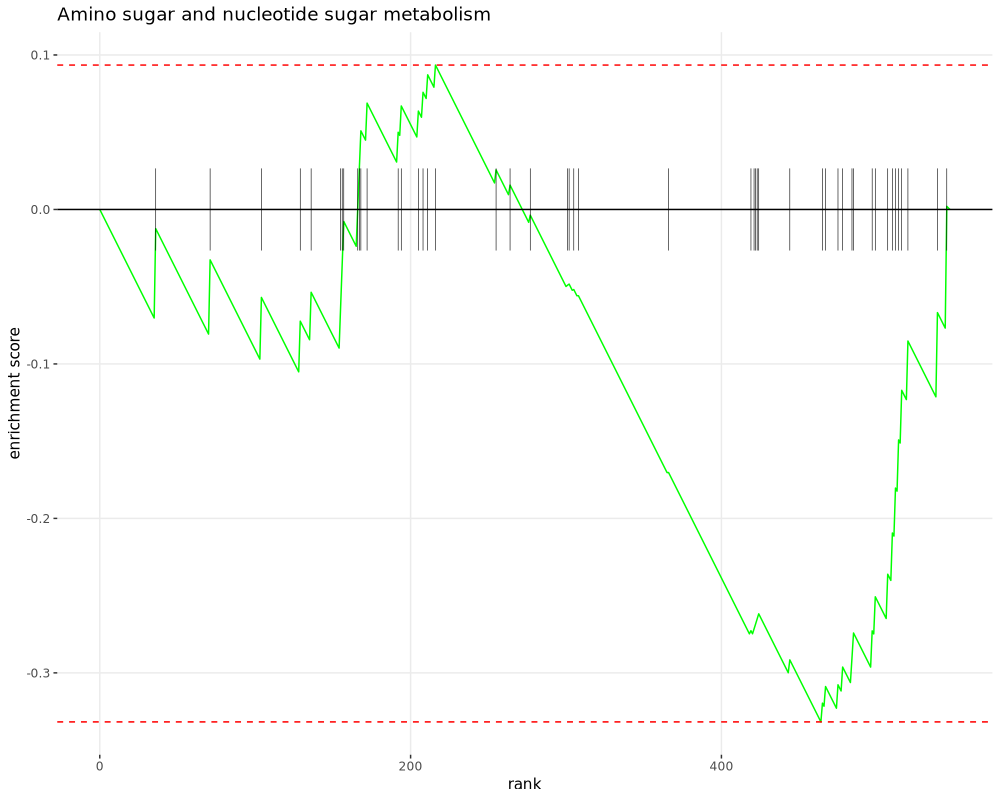 Amino sugar and nucleotide sugar metabolism
0.1
0.0
-0.1
-0.2
-0.3
enrichment score
0
200
400
rank